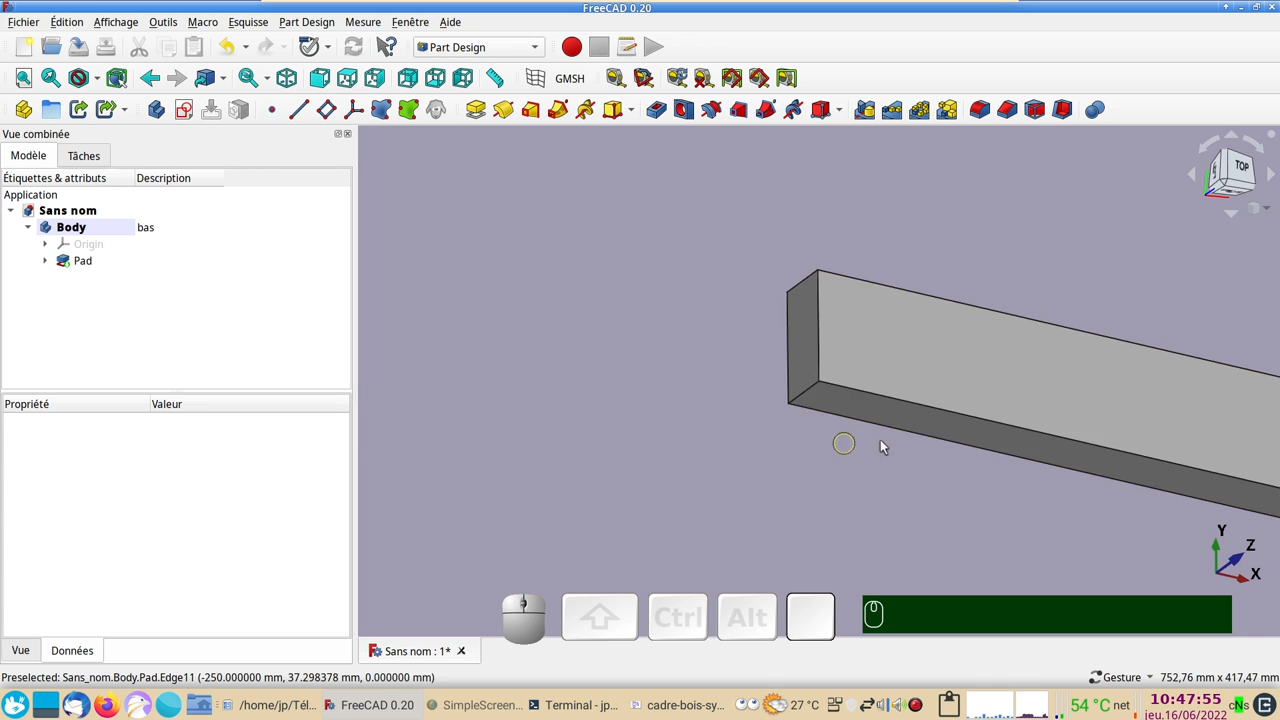 FreeCAD 0.20
Fichier Édition Affichage Outils Macro Esquisse Part Design Mesure Fenêtre Aide
Part Design
GMSH
Vue combinée
Modèle Tâches
Étiquettes & attributs Description
Application
Sans nom
Body bas
Origin
Pad
TOP
Propriété Valeur
Y
Z
X
Ctrl Alt
Vue Données
Sans nom : 1*
Preselected: Sans_nom.Body.Pad.Edge11 (-250.000000 mm, 37.298378 mm, 0.000000 mm)
Gesture 752,76 mm x 417,47 mm
/home/jp/Tél... FreeCAD 0.20 SimpleScreen... Terminal - jp... cadre-bois-sy... 27 °C 54 °C net 10:47:55
jeu.16/06/2022